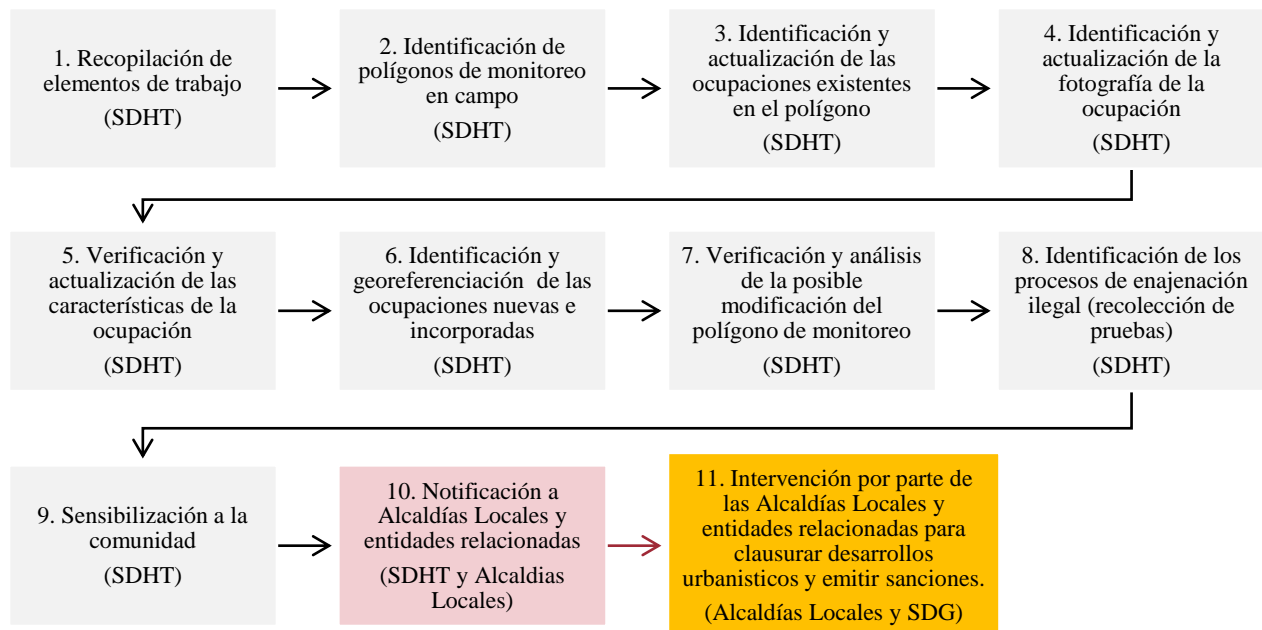 1. Recopilación de
elementos de trabajo
(SDHT)
2. Identificación de
polígonos de monitoreo
en campo
(SDHT)
3. Identificación y
actualización de las
ocupaciones existentes
en el polígono
(SDHT)
4. Identificación y
actualización de la
fotografía de la
ocupación
(SDHT)
5. Verificación y
actualización de las
características de la
ocupación
(SDHT)
6. Identificación y
georeferenciación de las
ocupaciones nuevas e
incorporadas
(SDHT)
7. Verificación y análisis
de la posible
modificación del
polígono de monitoreo
(SDHT)
8. Identificación de los
procesos de enajenación
ilegal (recolección de
pruebas)
(SDHT)
9. Sensibilización a la
comunidad
(SDHT)
10. Notificación a
Alcaldías Locales y
entidades relacionadas
(SDHT y Alcaldias
Locales)
11. Intervención por parte de
las Alcaldías Locales y
entidades relacionadas para
clausurar desarrollos
urbanisticos y emitir sanciones.
(Alcaldías Locales y SDG)